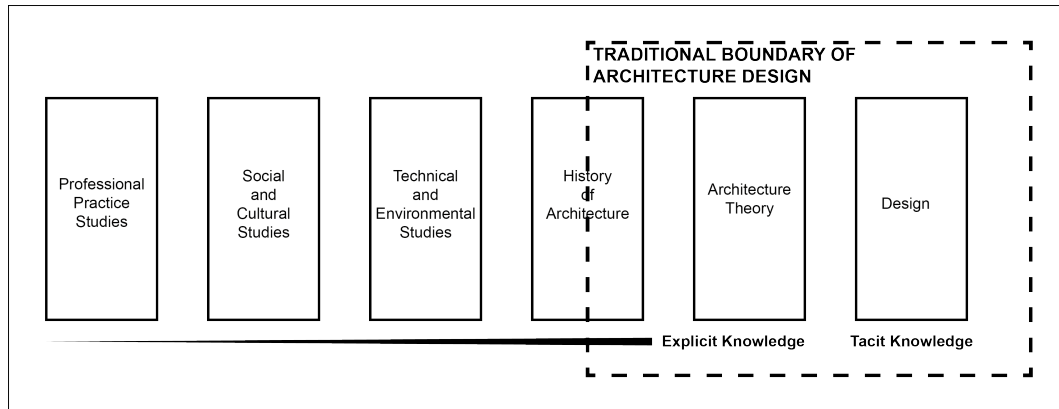 TRADITIONAL BOUNDARY OF
ARCHITECTURE DESIGN
Professional
Practice
Studies
Social
and
Cultural
Studies
Technical
and
Environmental
Studies
History
of
Architecture
Architecture
Theory
Design
Explicit Knowledge
Tacit Knowledge